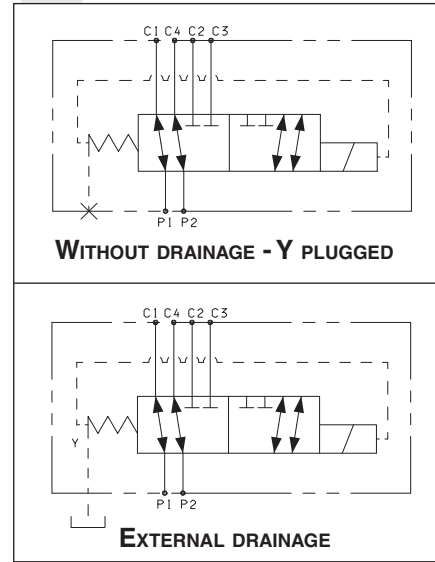 C1 C4 C2 C3
P1 P2
WITHOUT DRAINAGE - Y PLUGGED
C1 C4 C2 C3
Y
P1 P2
EXTERNAL DRAINAGE